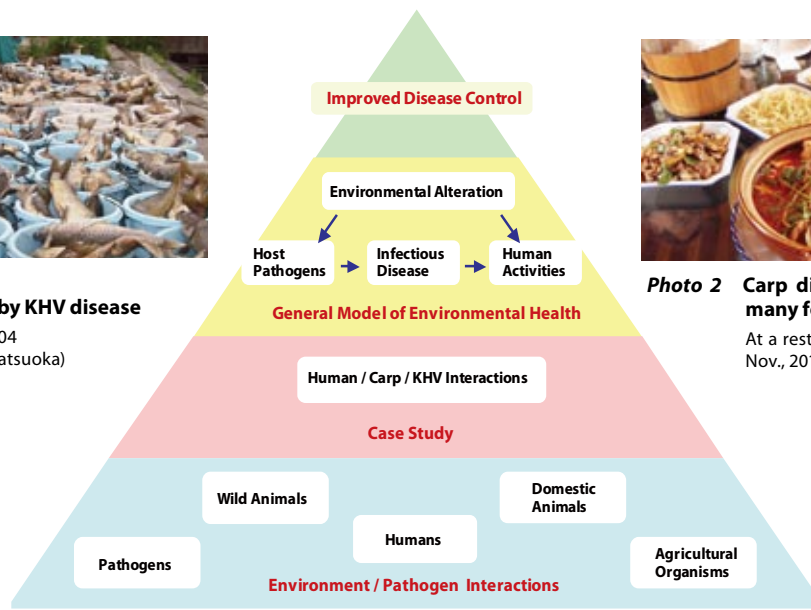 Improved Disease Control
Environmental Alteration
Host
Pathogens
Infectious
Disease
Human
Activities
General Model of Environmental Health
by KHV disease
04
atsuoka)
Photo 2 Carp di
many f
At a rest
Nov., 201
Human / Carp / KHV Interactions
Case Study
Wild Animals
Domestic
Animals
Humans
Pathogens
Agricultural
Organisms
Environment / Pathogen Interactions